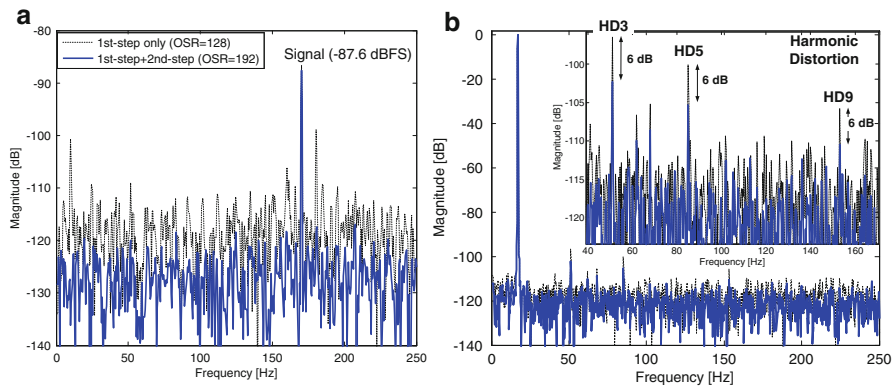 a
-80
-90
-100
-110
-120
-130
-140
Magnitude [dB]
1st-step only (OSR=128)
1st-step+2nd-step (OSR=192)
Signal (-87.6 dBFS)
0 50 100 150 200 250
Frequency [Hz]
b
0
-20
-40
-60
-80
-100
-120
-140
Magnitude [dB]
HD3
HD5
HD9
6 dB
6 dB
6 dB
Harmonic
Distortion
-100
-105
-110
-115
-120
Magnitude [dB]
40 60 80 100 120 140 160
Frequency [Hz]
0 50 100 150 200 250
Frequency [Hz]